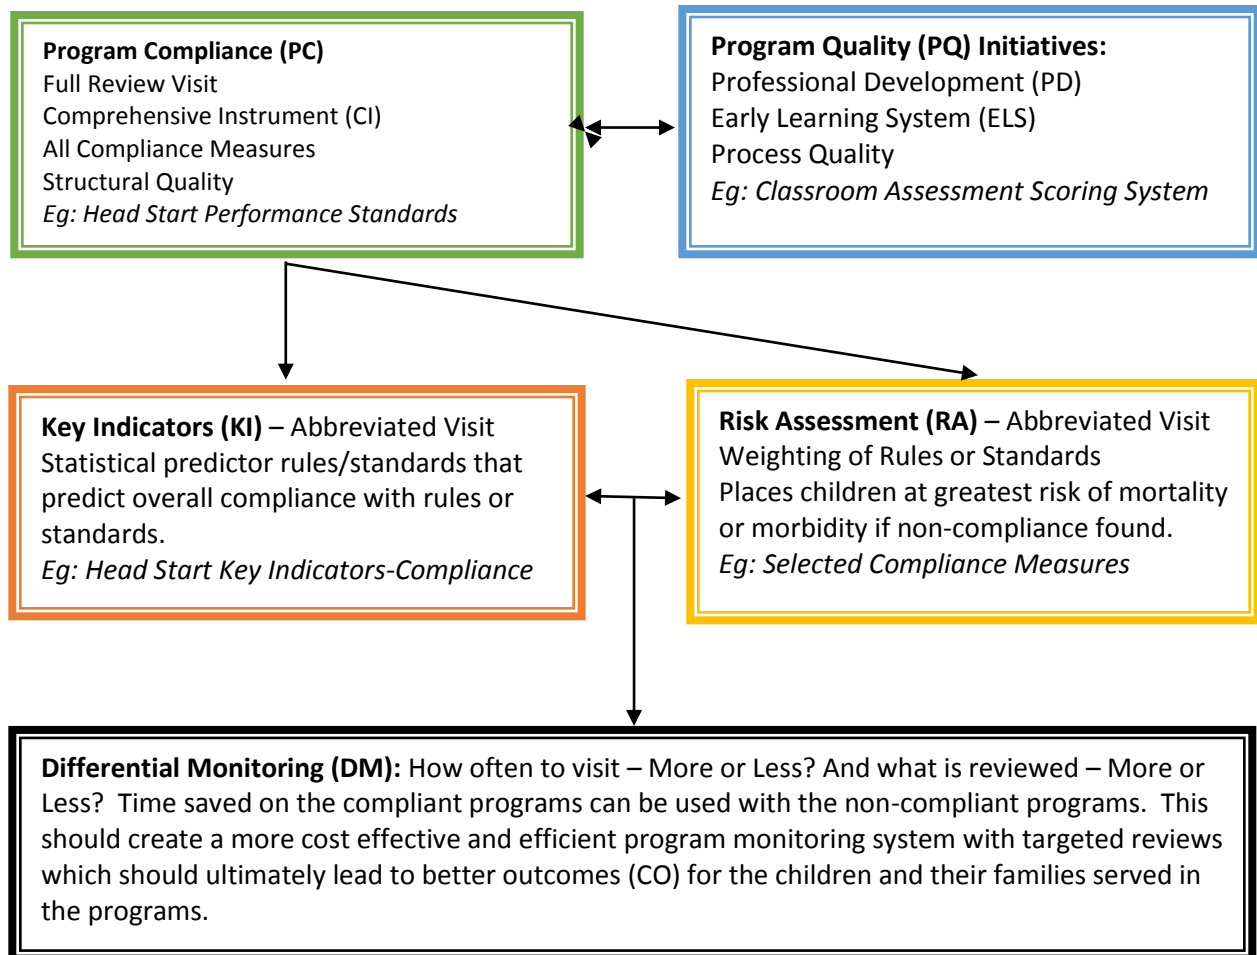 Program Compliance (PC)
Full Review Visit
Comprehensive Instrument (CI)
All Compliance Measures
Structural Quality
Eg: Head Start Performance Standards
Program Quality (PQ) Initiatives:
Professional Development (PD)
Early Learning System (ELS)
Process Quality
Eg: Classroom Assessment Scoring System
Key Indicators (KI) – Abbreviated Visit
Statistical predictor rules/standards that
predict overall compliance with rules or
standards.
Eg: Head Start Key Indicators-Compliance
Risk Assessment (RA) – Abbreviated Visit
Weighting of Rules or Standards
Places children at greatest risk of mortality
or morbidity if non-compliance found.
Eg: Selected Compliance Measures
Differential Monitoring (DM): How often to visit – More or Less? And what is reviewed – More or
Less?  Time saved on the compliant programs can be used with the non-compliant programs.  This
should create a more cost effective and efficient program monitoring system with targeted reviews
which should ultimately lead to better outcomes (CO) for the children and their families served in
the programs.